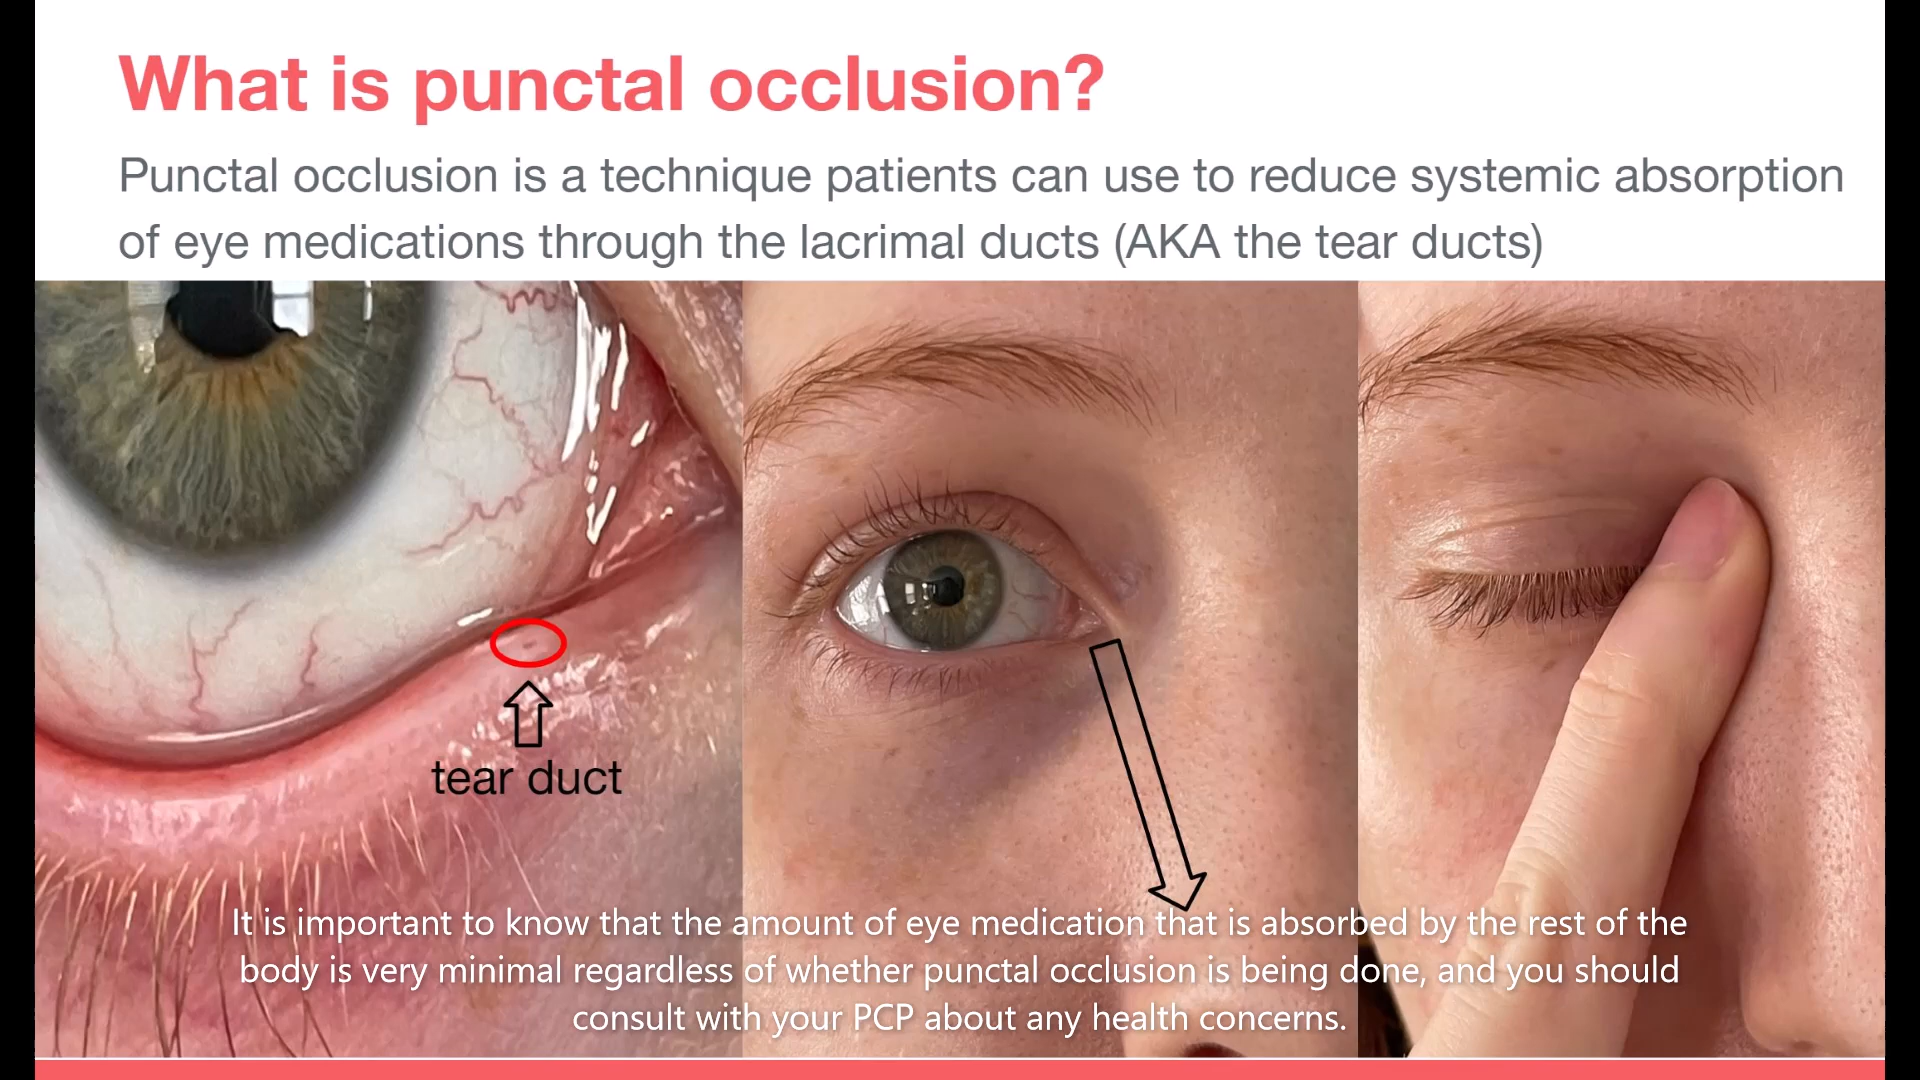 What is punctal occlusion?
Punctal occlusion is a technique patients can use to reduce systemic absorption
of eye medications through the lacrimal ducts (AKA the tear ducts)
tear duct
It is important to know that the amount of eye medication that is absorbed by the rest of the
body is very minimal regardless of whether punctal occlusion is being done, and you should
consult with your PCP about any health concerns.